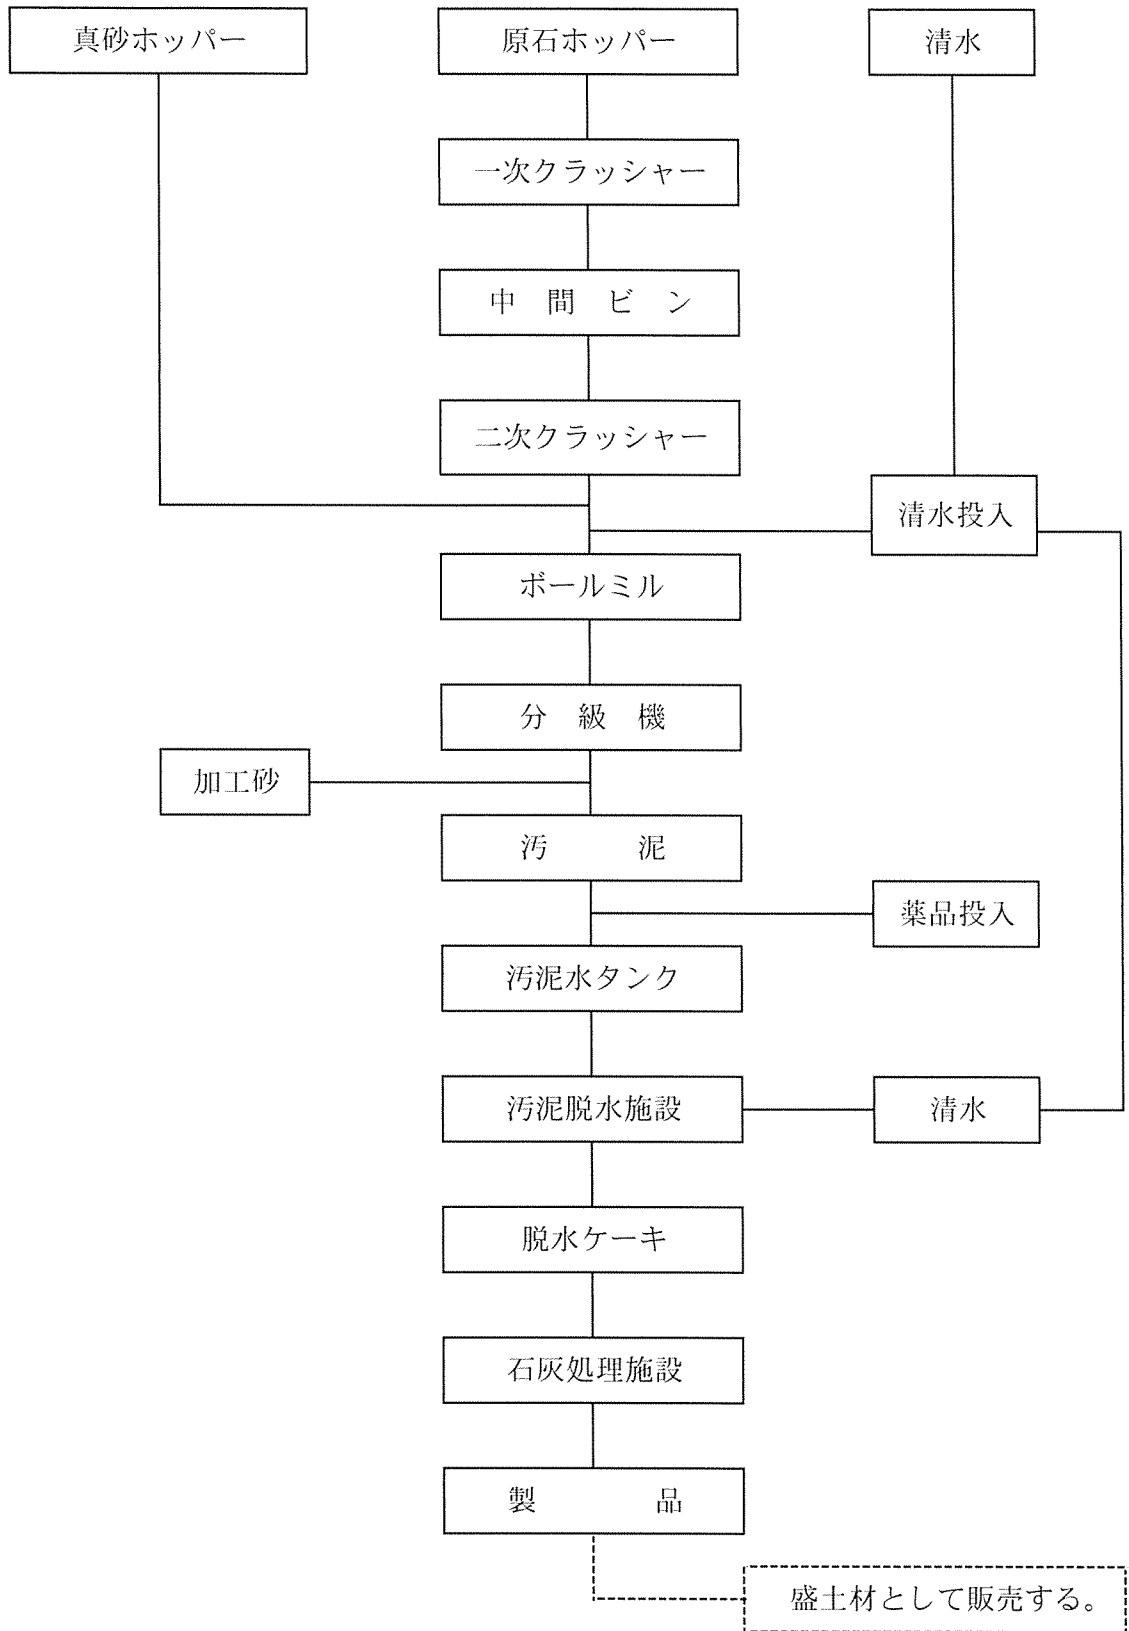 真砂ホッパー
原石ホッパー
清水
一次クラッシャー
中 間 ビ ン
二次クラッシャー
清水投入
ボールミル
分 級 機
加工砂
汚 泥
薬品投入
汚泥水タンク
汚泥脱水施設
清水
脱水ケーキ
石灰処理施設
製 品
盛土材として販売する。